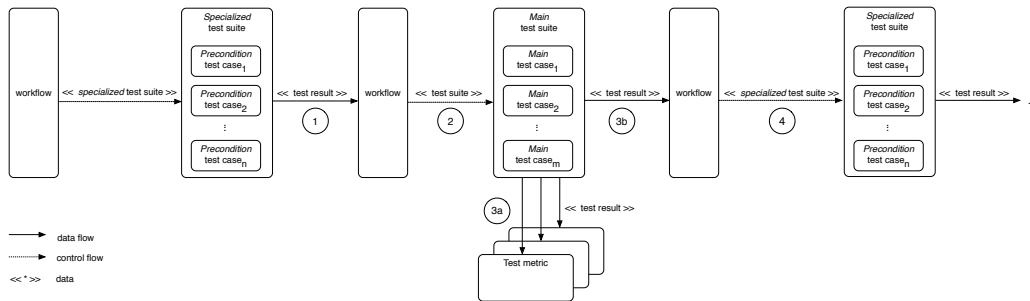 workflow
<< specialized test suite >>
Specialized
test suite
Precondition
test case1
Precondition
test case2
⋮
Precondition
test casen
<< test result >>
1
workflow
<< test suite >>
2
Main
test suite
Main
test case1
Main
test case2
⋮
Main
test casem
<< test result >>
3b
3a
<< test result >>
Test metric
workflow
<< specialized test suite >>
4
Specialized
test suite
Precondition
test case1
Precondition
test case2
⋮
Precondition
test casen
<< test result >>
data flow
control flow
<< * >> data